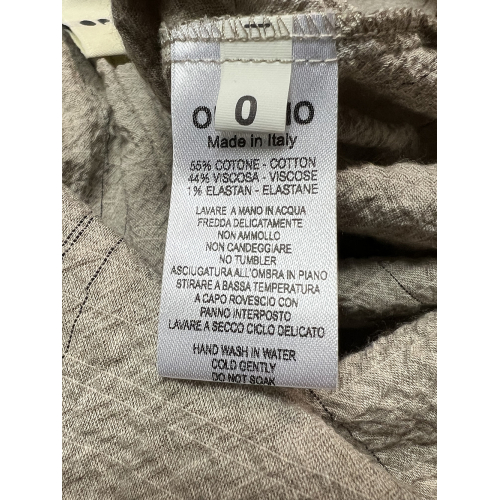 0
Made in Italy
55% COTONE - COTTON
44% VISCOSA - VISCOSE
1% ELASTAN - ELASTANE
LAVARE A MANO IN ACQUA
FREDDA DELICATAMENTE
NON AMMOLLO
NON CANDEGGIARE
NO TUMBLER
ASCIUGATURA ALL'OMBRA IN PIANO
STIRARE A BASSA TEMPERATURA
A CAPO ROVESCIO CON
PANNO INTERPOSTO
LAVARE A SECCO CICLO DELICATO
HAND WASH IN WATER
COLD GENTLY
DO NOT SOAK